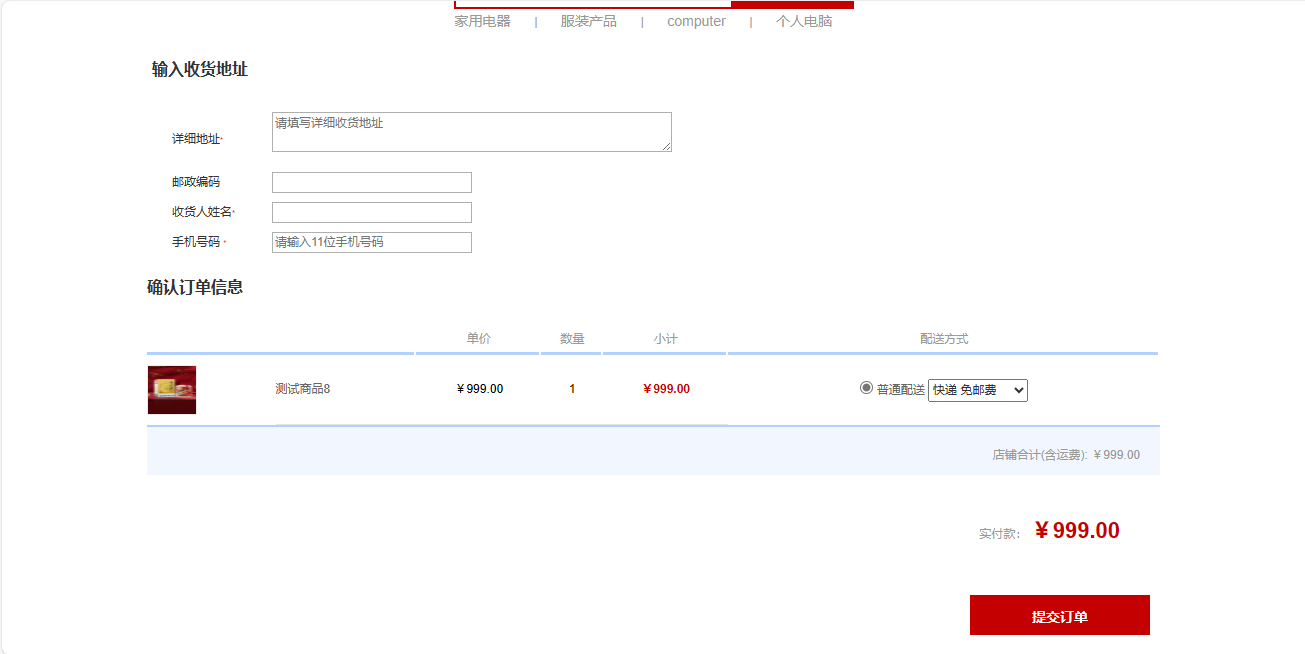 家用电器 | 服装产品 | computer | 个人电脑
输入收货地址
详细地址* 请填写详细收货地址
邮政编码
收货人姓名*
手机号码 * 请输入11位手机号码
确认订单信息
单价 数量 小计 配送方式
测试商品8 ￥999.00 1 ￥999.00 普通配送 快递 免邮费
店铺合计(含运费): ￥999.00
实付款： ￥999.00
提交订单